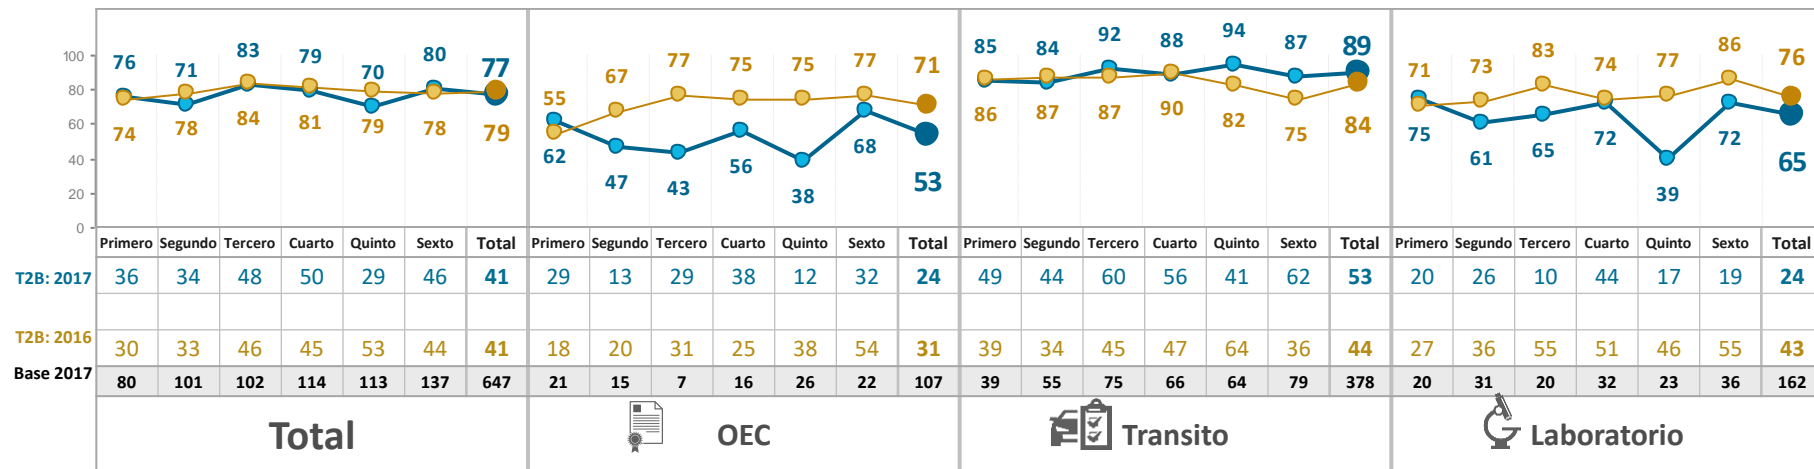 76 71 83 79 70 80 77
74 78 84 81 79 78 79
55 67 77 75 75 77 71
62 47 43 56 38 68 53
85 84 92 88 94 87 89
86 87 87 90 82 75 84
71 73 83 74 77 86 76
75 61 65 72 39 72 65
100
80
60
40
20
0
Primero Segundo Tercero Cuarto Quinto Sexto Total Primero Segundo Tercero Cuarto Quinto Sexto Total Primero Segundo Tercero Cuarto Quinto Sexto Total Primero Segundo Tercero Cuarto Quinto Sexto Total
T2B: 2017 36 34 48 50 29 46 41 29 13 29 38 12 32 24 49 44 60 56 41 62 53 20 26 10 44 17 19 24
T2B: 2016 30 33 46 45 53 44 41 18 20 31 25 38 54 31 39 34 45 47 64 36 44 27 36 55 51 46 55 43
Base 2017 80 101 102 114 113 137 647 21 15 7 16 26 22 107 39 55 75 66 64 79 378 20 31 20 32 23 36 162
Total OEC Transito Laboratorio